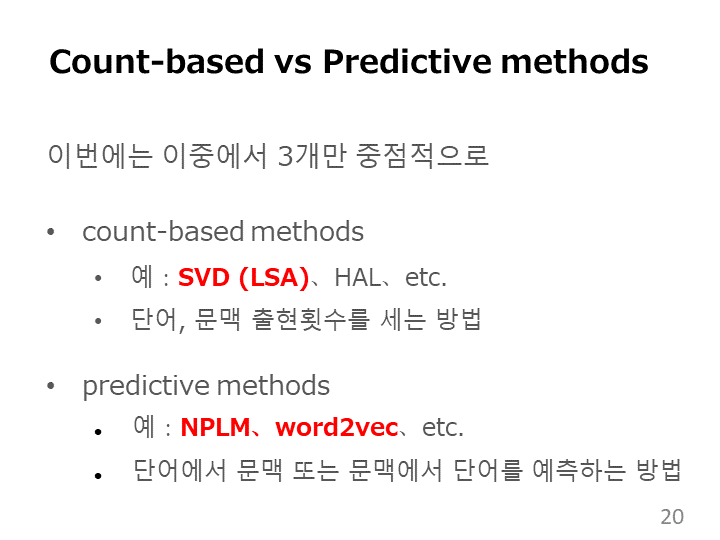 Count-based vs Predictive methods
이번에는 이중에서 3개만 중점적으로
• count-based methods
• 예 : SVD (LSA)、HAL、etc.
• 단어, 문맥 출현횟수를 세는 방법
• predictive methods
• 예 : NPLM、word2vec、etc.
• 단어에서 문맥 또는 문맥에서 단어를 예측하는 방법
20